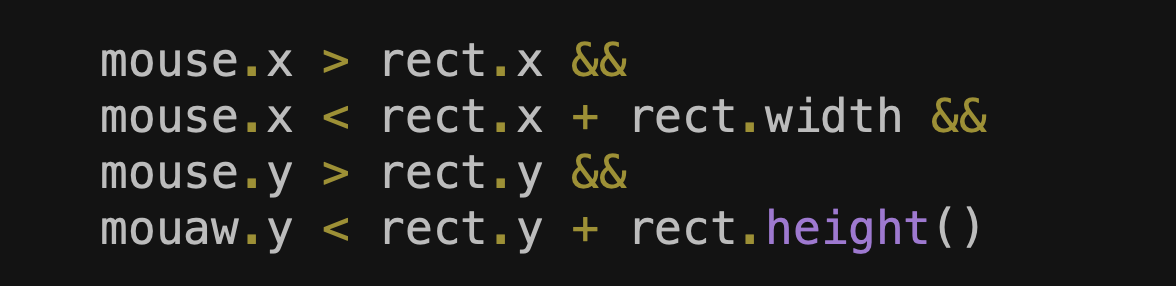 mouse.x > rect.x &&
mouse.x < rect.x + rect.width &&
mouse.y > rect.y &&
mouaw.y < rect.y + rect.height()